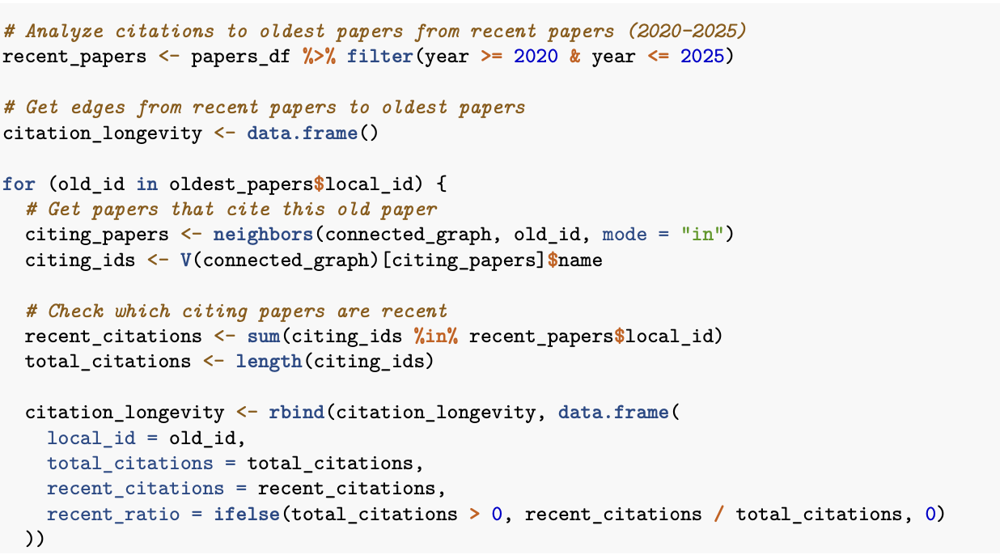 # Analyze citations to oldest papers from recent papers (2020-2025)
recent_papers <- papers_df %>% filter(year >= 2020 & year <= 2025)

# Get edges from recent papers to oldest papers
citation_longevity <- data.frame()

for (old_id in oldest_papers$local_id) {
  # Get papers that cite this old paper
  citing_papers <- neighbors(connected_graph, old_id, mode = "in")
  citing_ids <- V(connected_graph)[citing_papers]$name

  # Check which citing papers are recent
  recent_citations <- sum(citing_ids %in% recent_papers$local_id)
  total_citations <- length(citing_ids)

  citation_longevity <- rbind(citation_longevity, data.frame(
    local_id = old_id,
    total_citations = total_citations,
    recent_citations = recent_citations,
    recent_ratio = ifelse(total_citations > 0, recent_citations / total_citations, 0)
  ))